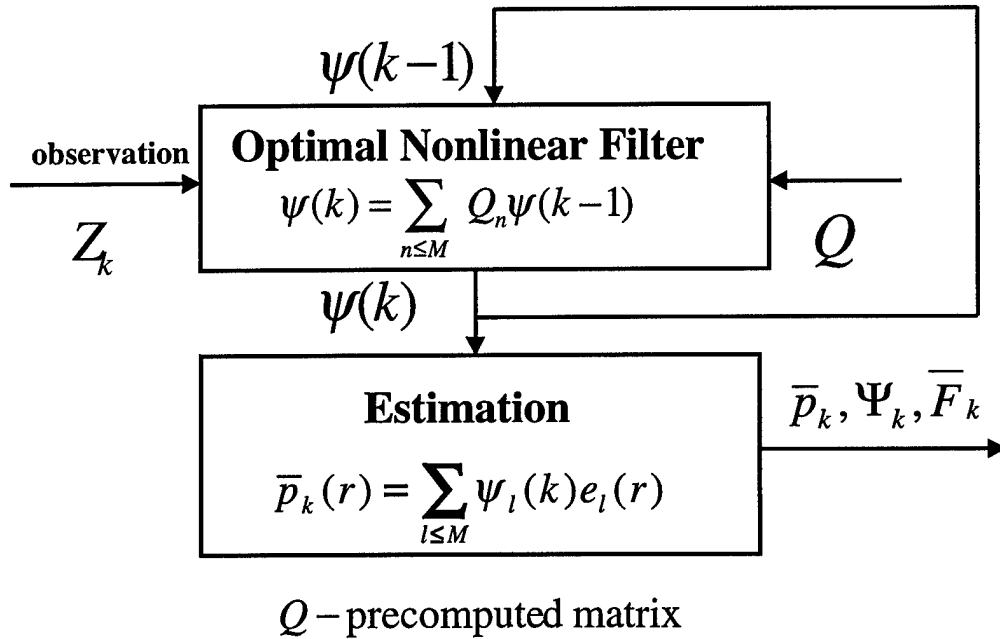 ψ(k−1)
observation
Z_k
Optimal Nonlinear Filter
ψ(k) = ∑_{n≤M} Q_n ψ(k−1)
Q
ψ(k)
Estimation
p̅_k(r) = ∑_{l≤M} ψ_l(k) e_l(r)
p̅_k, Ψ_k, F̅_k
Q − precomputed matrix